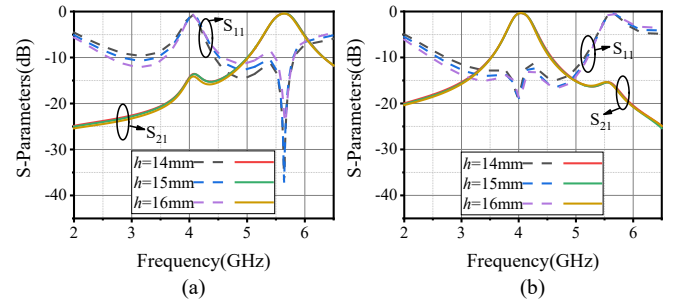 0
-10
-20
-30
-40
S-Parameters(dB)
S11
S21
h=14mm
h=15mm
h=16mm
2 3 4 5 6
Frequency(GHz)
(a)
0
-10
-20
-30
-40
S-Parameters(dB)
S11
S21
h=14mm
h=15mm
h=16mm
2 3 4 5 6
Frequency(GHz)
(b)